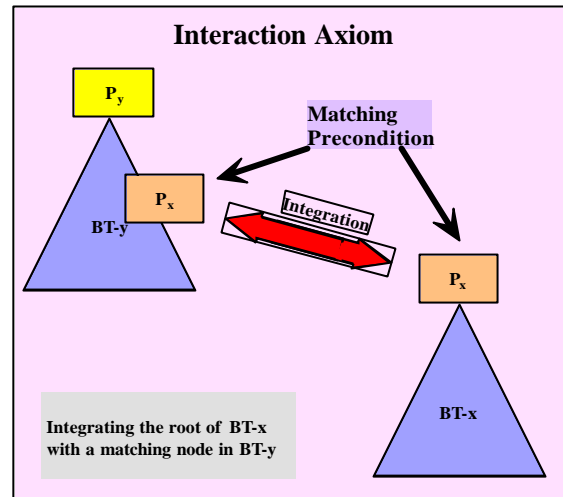 Interaction Axiom
Py
Matching
Precondition
Px
BT-y
Integration
Px
BT-x
Integrating the root of BT-x
with a matching node in BT-y